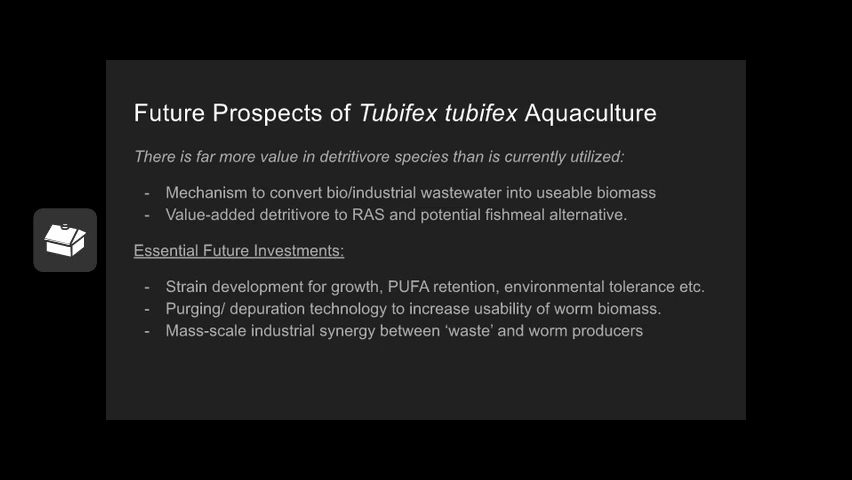 Future Prospects of Tubifex tubifex Aquaculture
There is far more value in detritivore species than is currently utilized:
- Mechanism to convert bio/industrial wastewater into useable biomass
- Value-added detritivore to RAS and potential fishmeal alternative.
Essential Future Investments:
- Strain development for growth, PUFA retention, environmental tolerance etc.
- Purging/ depuration technology to increase usability of worm biomass.
- Mass-scale industrial synergy between ‘waste’ and worm producers